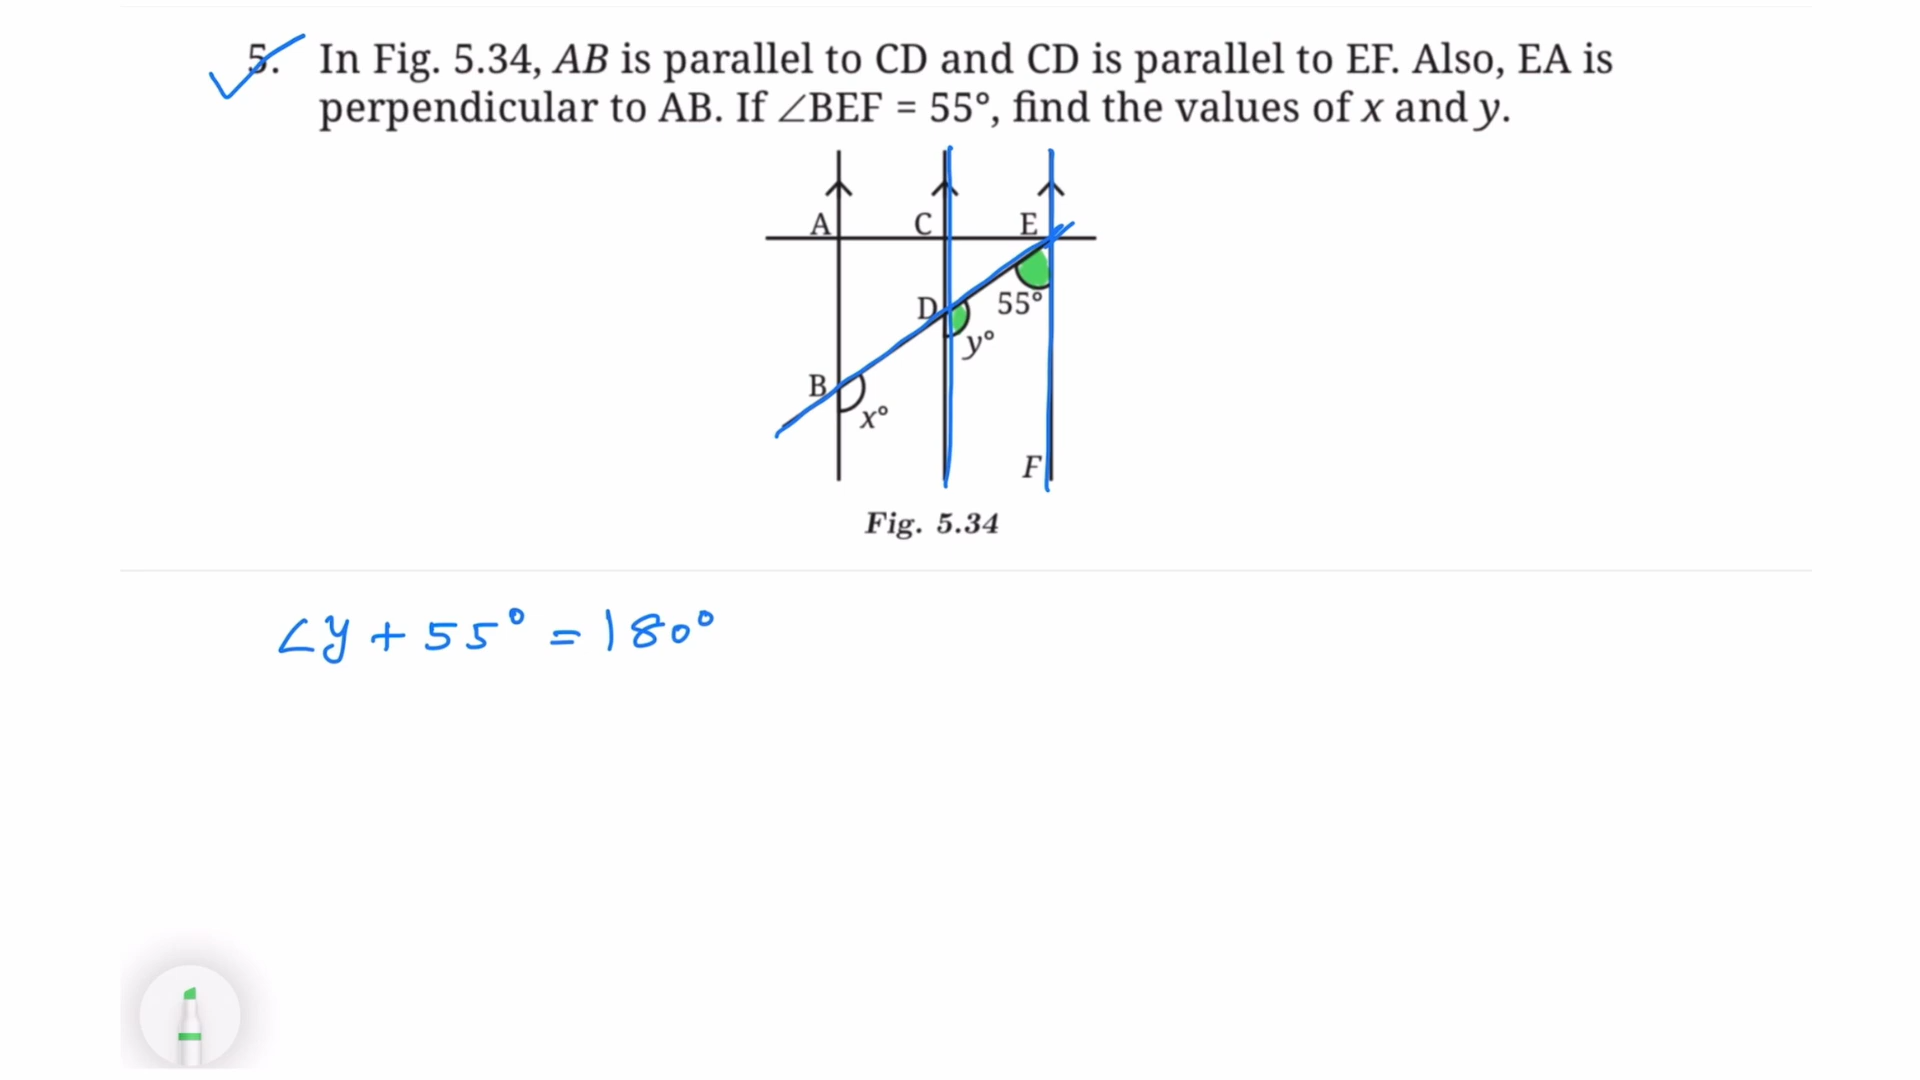 5. In Fig. 5.34, AB is parallel to CD and CD is parallel to EF. Also, EA is
perpendicular to AB. If ∠BEF = 55°, find the values of x and y.
A C E
D 55°
y°
B x°
F
Fig. 5.34
∠y + 55° = 180°